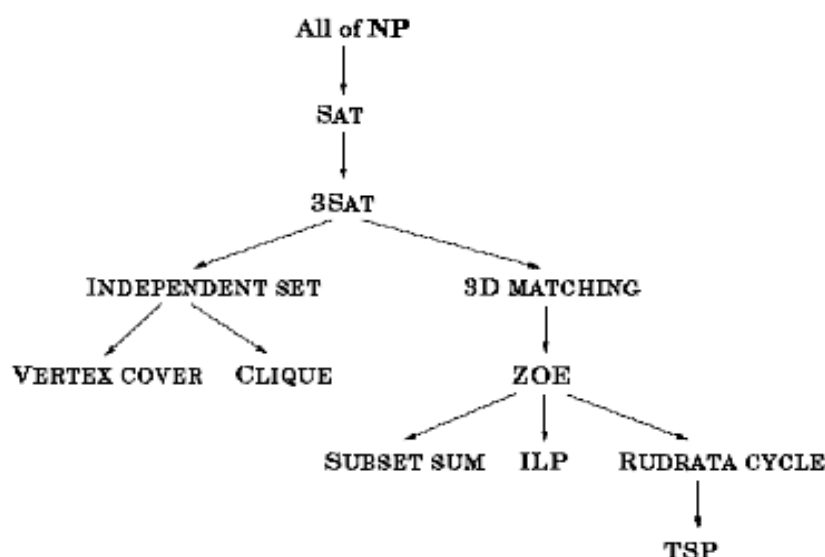 All of NP
SAT
3SAT
INDEPENDENT SET 3D MATCHING
VERTEX COVER CLIQUE ZOE
SUBSET SUM ILP RUDRATA CYCLE
TSP